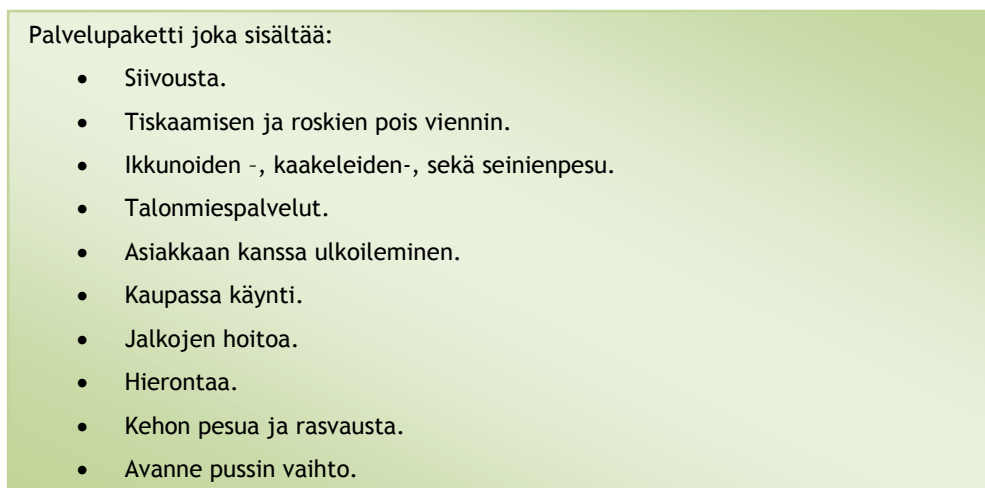 Palvelupaketti joka sisältää:
• Siivousta.
• Tiskaamisen ja roskien pois viennin.
• Ikkunoiden –, kaakeleiden-, sekä seinienpesu.
• Talonmiespalvelut.
• Asiakkaan kanssa ulkoileminen.
• Kaupassa käynti.
• Jalkojen hoitoa.
• Hierontaa.
• Kehon pesua ja rasvausta.
• Avanne pussin vaihto.